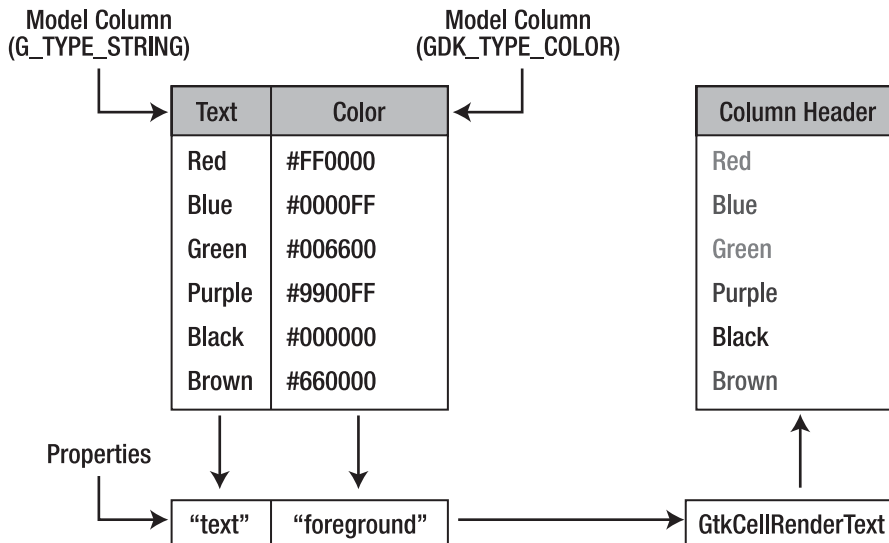 Model Column
(G_TYPE_STRING)
Model Column
(GDK_TYPE_COLOR)
Text Color
Red #FF0000
Blue #0000FF
Green #006600
Purple #9900FF
Black #000000
Brown #660000
Column Header
Red
Blue
Green
Purple
Black
Brown
Properties
“text” “foreground”
GtkCellRenderText